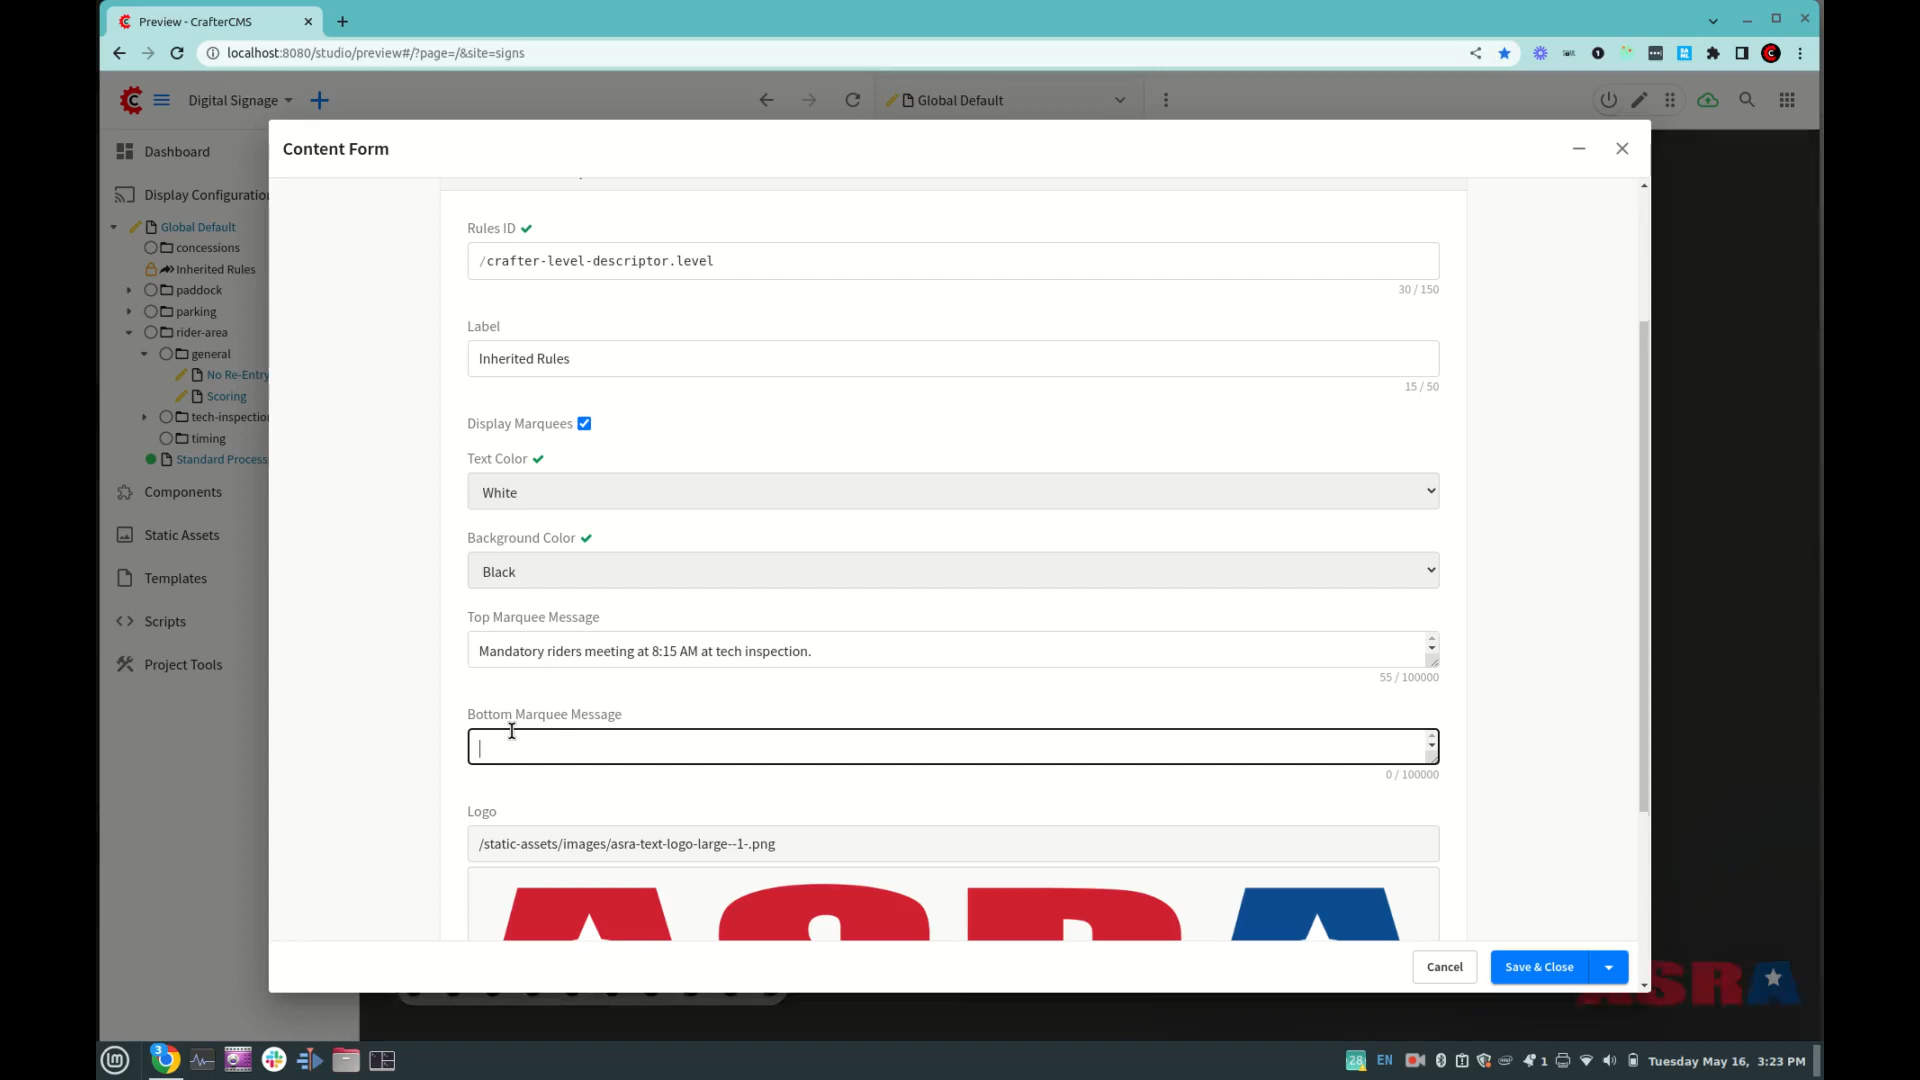 Preview - CrafterCMS
localhost:8080/studio/preview#/?page=/&site=signs
Digital Signage
Global Default
Content Form
Dashboard
Display Configuration
Global Default
concessions
Inherited Rules
paddock
parking
rider-area
general
No Re-Entry
Scoring
tech-inspection
timing
Standard Process
Components
Static Assets
Templates
Scripts
Project Tools
Rules ID
/crafter-level-descriptor.level
30 / 150
Label
Inherited Rules
15 / 50
Display Marquees
Text Color
White
Background Color
Black
Top Marquee Message
Mandatory riders meeting at 8:15 AM at tech inspection.
55 / 100000
Bottom Marquee Message
0 / 100000
Logo
/static-assets/images/asra-text-logo-large--1-.png
ASRA
Cancel
Save & Close
ASRA
3
28
EN
1
Tuesday May 16, 3:23 PM